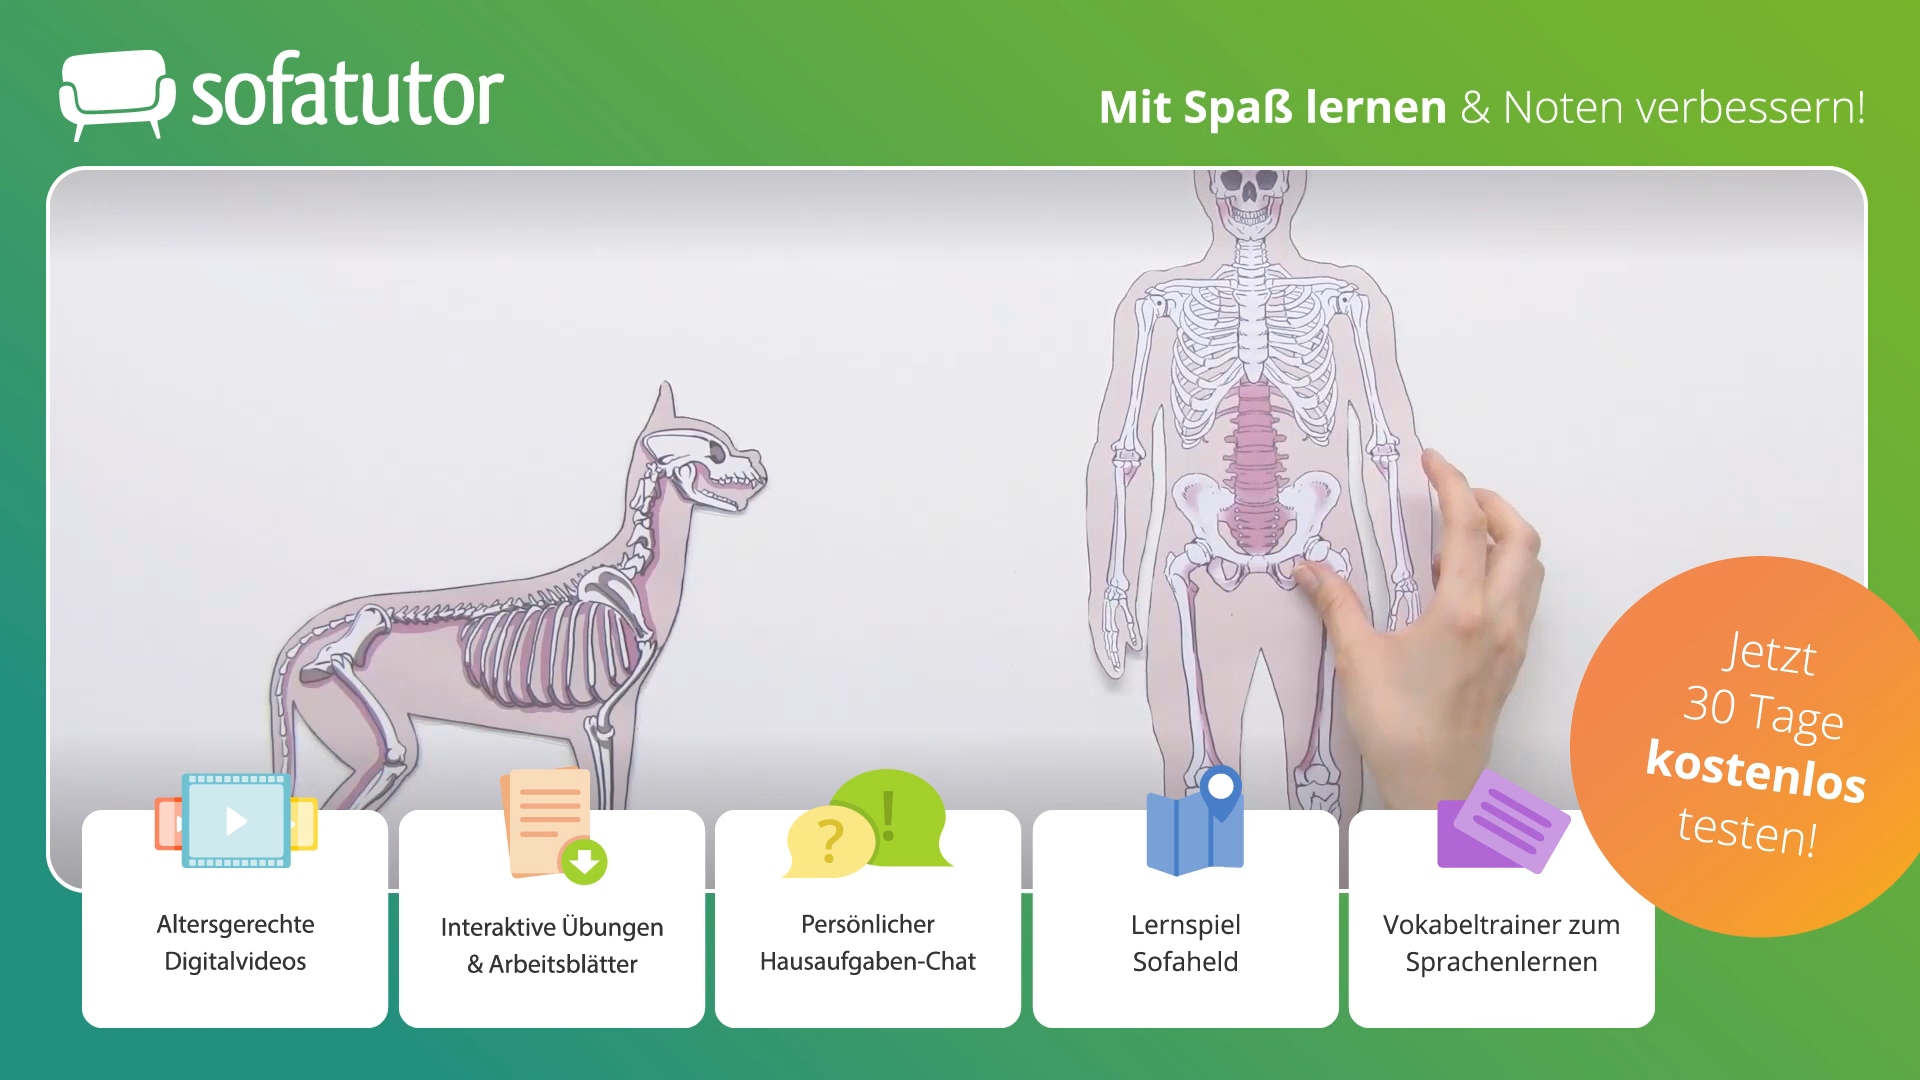 sofatutor
Mit Spaß lernen & Noten verbessern!
Jetzt
30 Tage
kostenlos
testen!
Altersgerechte
Digitalvideos
Interaktive Übungen
& Arbeitsblätter
Persönlicher
Hausaufgaben-Chat
Lernspiel
Sofaheld
Vokabeltrainer zum
Sprachenlernen